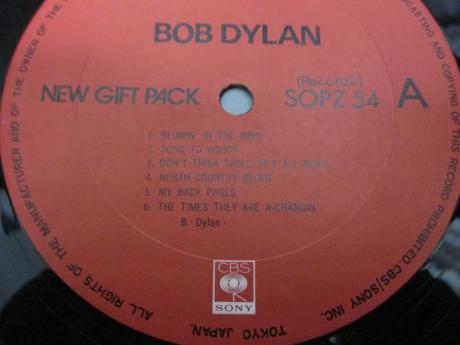 BOB DYLAN
NEW GIFT PACK
(Record2)
SOPZ 54
A
1. BLOWIN' IN THE WIND
2. SONG TO WOODY
3. DON'T THINK TWICE, IT'S ALL RIGHT
4. NORTH COUNTRY BLUES
5. MY BACK PAGES
6. THE TIMES THEY ARE A-CHANGIN'
B. Dylan
CBS
SONY
ALL RIGHTS OF THE MANUFACTURER AND OF THE OWNER OF THE
CASTING AND COPYING OF THIS RECORD PROHIBITED. CBS/SONY INC.
TOKYO JAPAN.